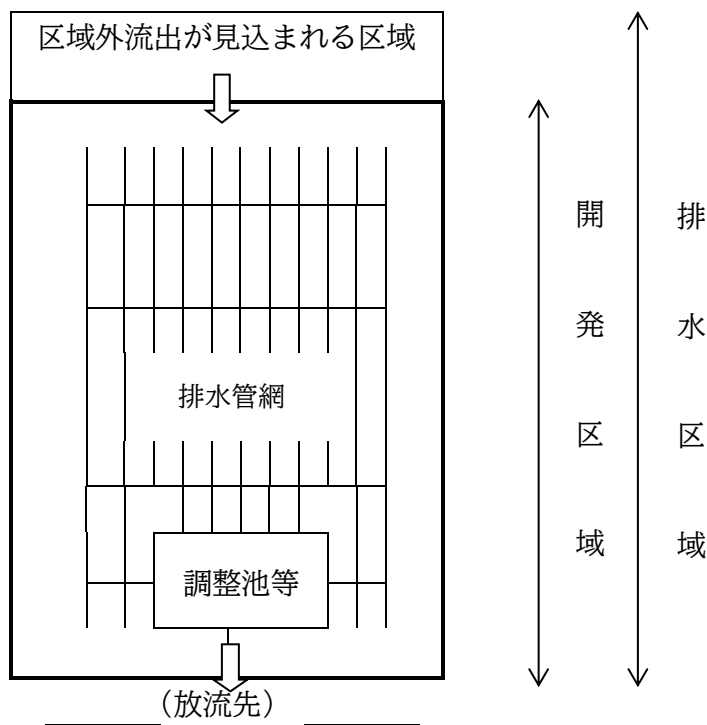 区域外流出が見込まれる区域
排水管網
調整池等
（放流先）
開発区域
排水区域